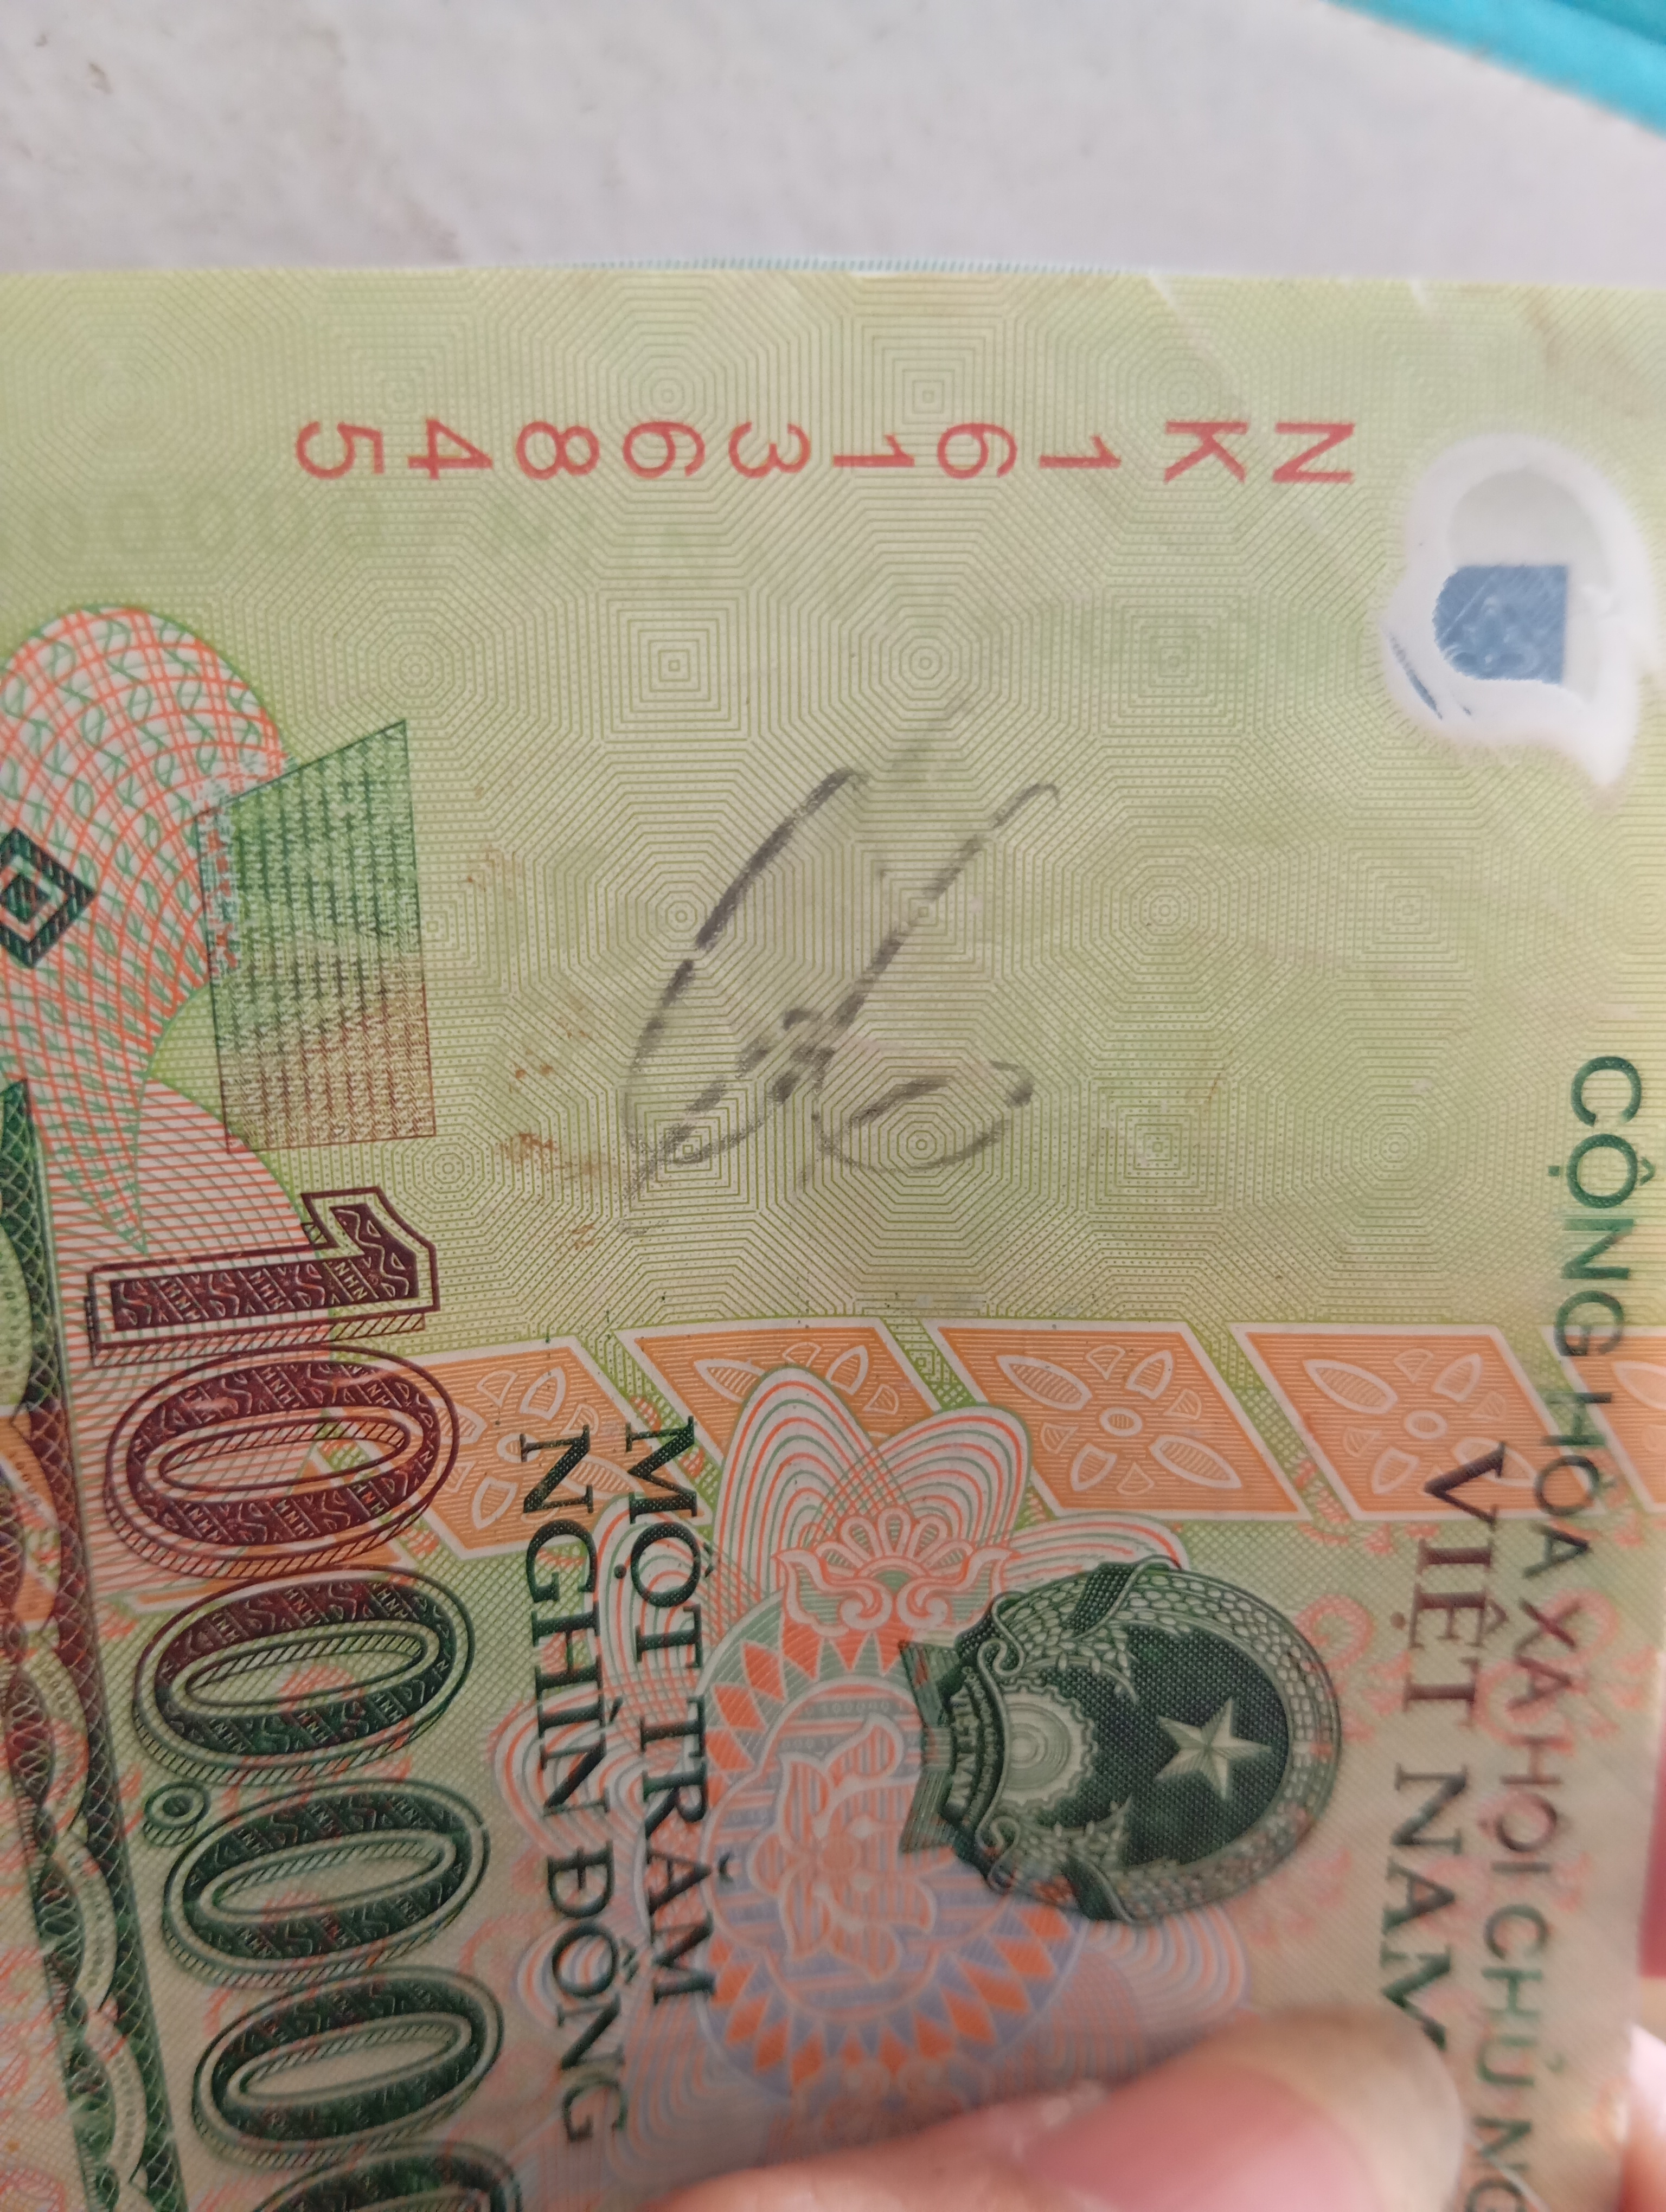 CỘNG HÒA XÃ HỘI CHỦ NG
VIỆT NAM
NK 16136845
MỘT TRĂM
NGHÌN ĐỒNG
100.000